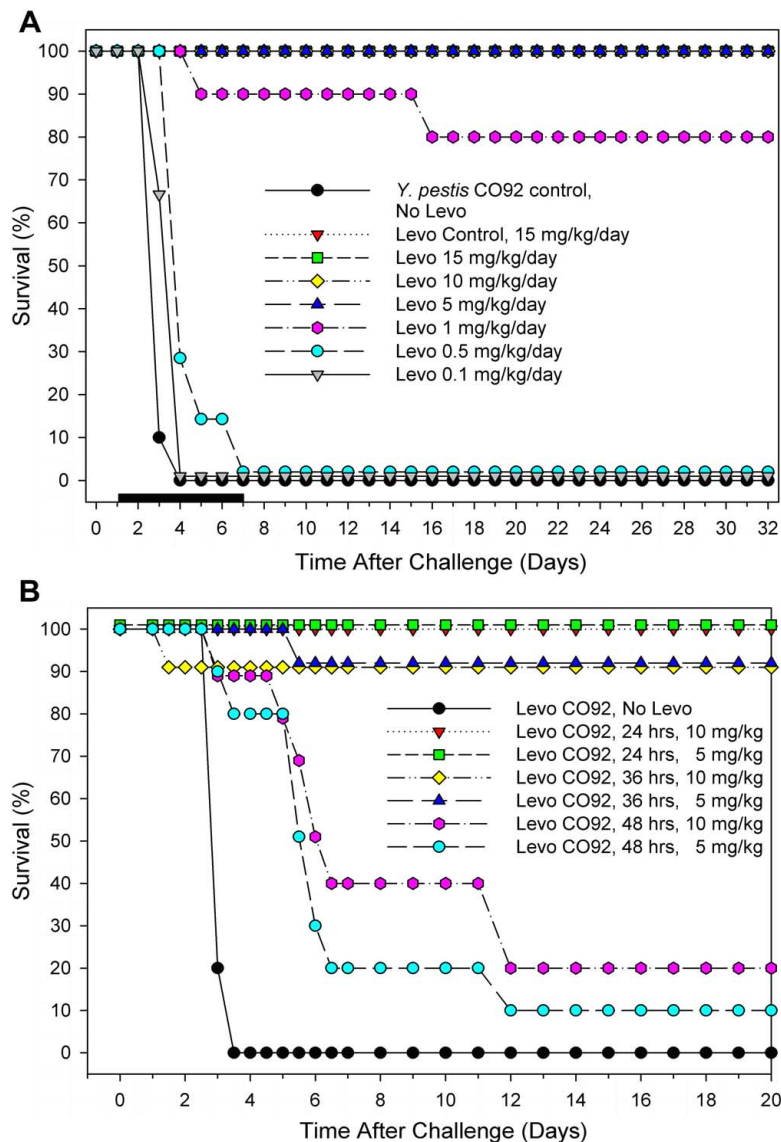 A
100
90
80
70
60
50
40
30
20
10
0
Survival (%)
Y. pestis CO92 control,
No Levo
Levo Control, 15 mg/kg/day
Levo 15 mg/kg/day
Levo 10 mg/kg/day
Levo 5 mg/kg/day
Levo 1 mg/kg/day
Levo 0.5 mg/kg/day
Levo 0.1 mg/kg/day
0 2 4 6 8 10 12 14 16 18 20 22 24 26 28 30 32
Time After Challenge (Days)
B
100
90
80
70
60
50
40
30
20
10
0
Survival (%)
Levo CO92, No Levo
Levo CO92, 24 hrs, 10 mg/kg
Levo CO92, 24 hrs, 5 mg/kg
Levo CO92, 36 hrs, 10 mg/kg
Levo CO92, 36 hrs, 5 mg/kg
Levo CO92, 48 hrs, 10 mg/kg
Levo CO92, 48 hrs, 5 mg/kg
0 2 4 6 8 10 12 14 16 18 20
Time After Challenge (Days)